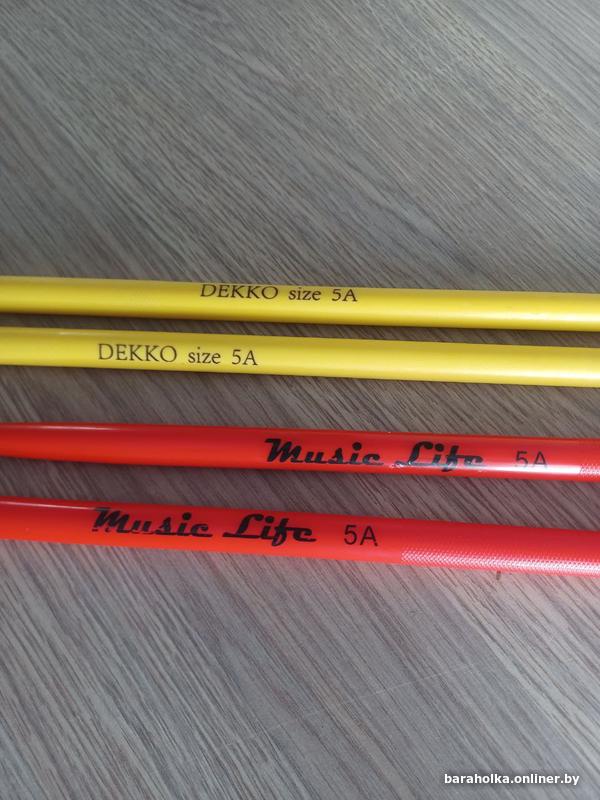 DEKKO size 5A
DEKKO size 5A
Music Life 5A
Music Life 5A
baraholka.onliner.by